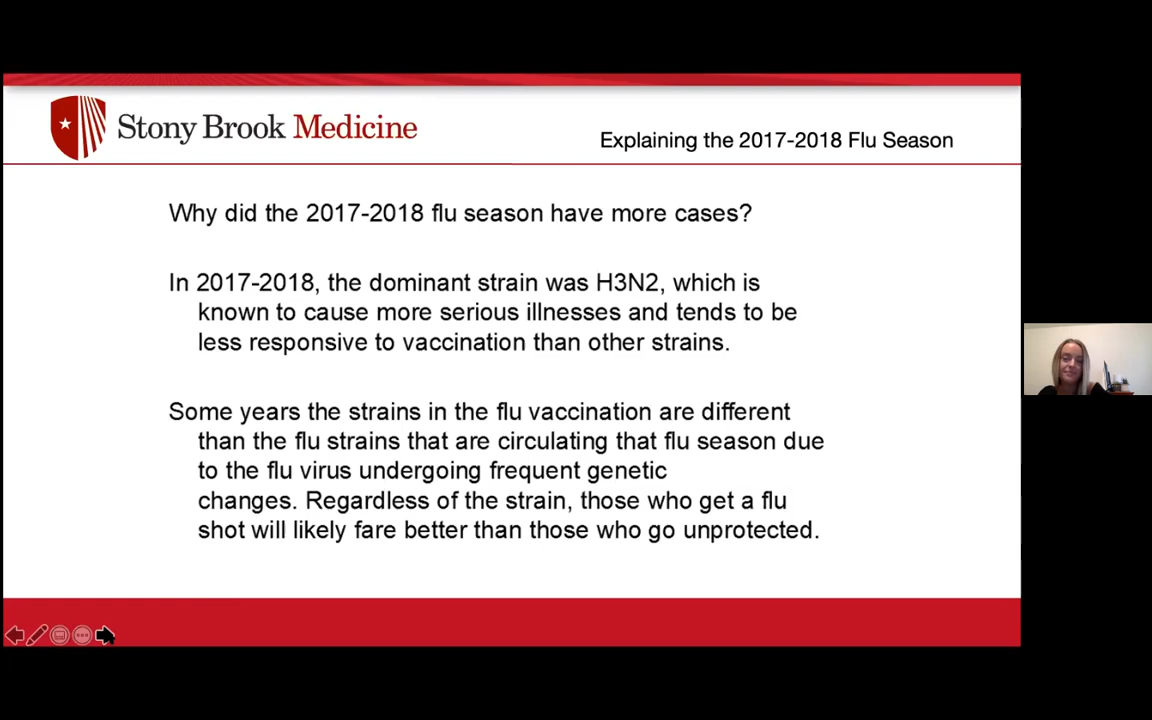 Stony Brook Medicine
Explaining the 2017-2018 Flu Season
Why did the 2017-2018 flu season have more cases?
In 2017-2018, the dominant strain was H3N2, which is
known to cause more serious illnesses and tends to be
less responsive to vaccination than other strains.
Some years the strains in the flu vaccination are different
than the flu strains that are circulating that flu season due
to the flu virus undergoing frequent genetic
changes. Regardless of the strain, those who get a flu
shot will likely fare better than those who go unprotected.